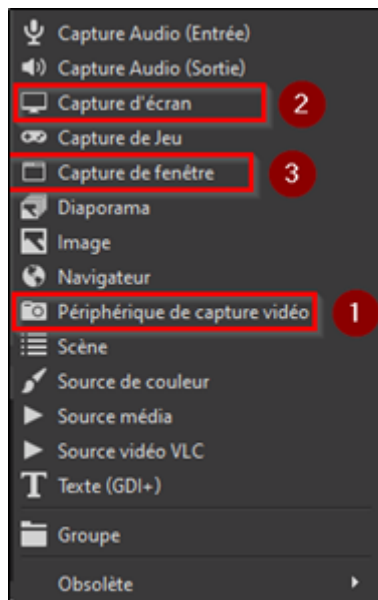 Capture Audio (Entrée)
Capture Audio (Sortie)
Capture d'écran 2
Capture de Jeu
Capture de fenêtre 3
Diaporama
Image
Navigateur
Périphérique de capture vidéo 1
Scène
Source de couleur
Source média
Source vidéo VLC
Texte (GDI+)
Groupe
Obsolète